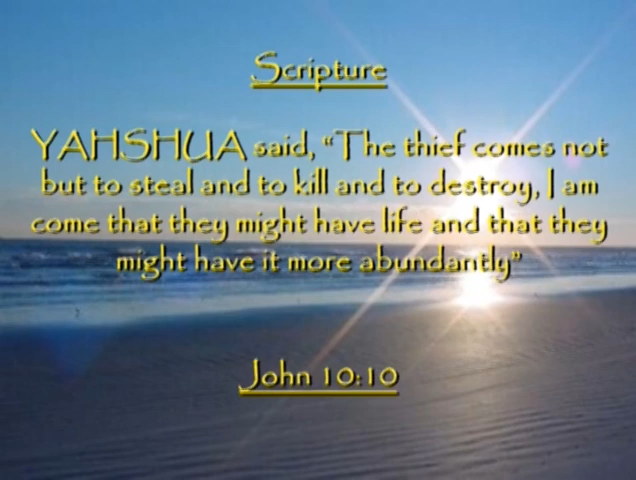 Scripture
YAHSHUA said, "The thief comes not
but to steal and to kill and to destroy, I am
come that they might have life and that they
might have it more abundantly"
John 10:10